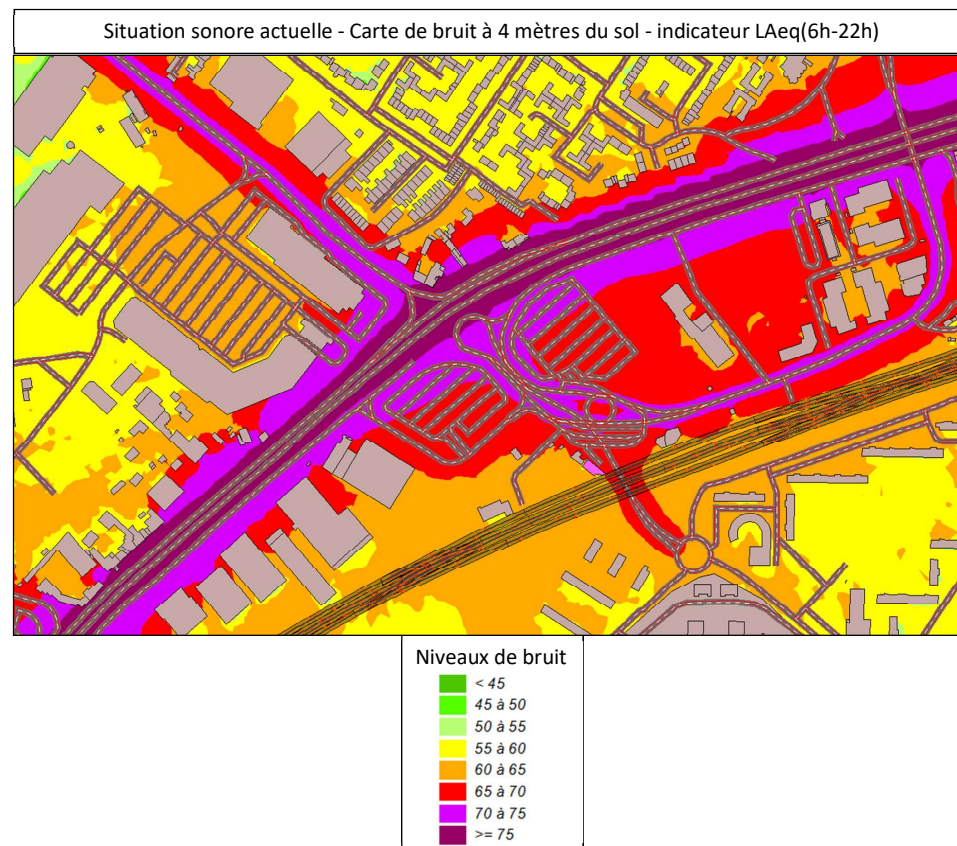 Situation sonore actuelle - Carte de bruit à 4 mètres du sol - indicateur LAeq(6h-22h)
Niveaux de bruit
< 45
45 à 50
50 à 55
55 à 60
60 à 65
65 à 70
70 à 75
>= 75